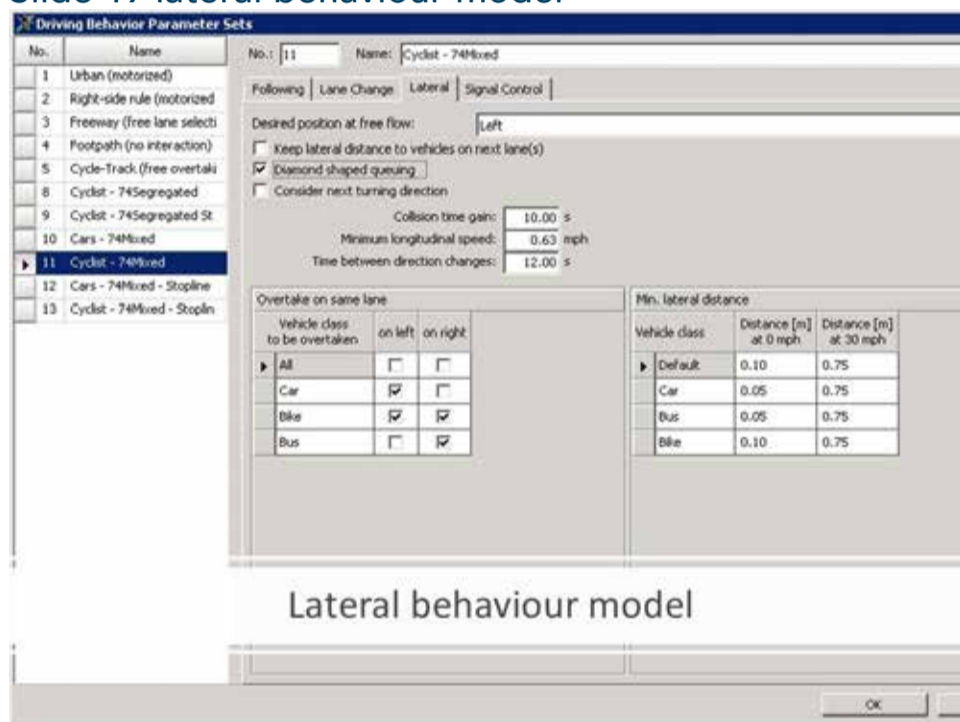 Slide 17 lateral behaviour model
Driving Behavior Parameter Sets
No. Name
1 Urban (motorized)
2 Right-side rule (motorized
3 Freeway (free lane selecti
4 Footpath (no interaction)
5 Cycle-Track (free overtaki
8 Cyclist - 74Segregated
9 Cyclist - 74Segregated St
10 Cars - 74Mixed
11 Cyclist - 74Mixed
12 Cars - 74Mixed - Stopline
13 Cyclist - 74Mixed - Stoplin
No.: 11 Name: Cyclist - 74Mixed
Following Lane Change Lateral Signal Control
Desired position at free flow: Left
Keep lateral distance to vehicles on next lane(s)
Diamond shaped queuing
Consider next turning direction
Collision time gain: 10.00 s
Minimum longitudinal speed: 0.63 mph
Time between direction changes: 12.00 s
Overtake on same lane
Vehicle class to be overtaken on left on right
All
Car
Bike
Bus
Min. lateral distance
Vehicle class Distance [m] at 0 mph Distance [m] at 30 mph
Default 0.10 0.75
Car 0.05 0.75
Bus 0.05 0.75
Bike 0.10 0.75
Lateral behaviour model
OK